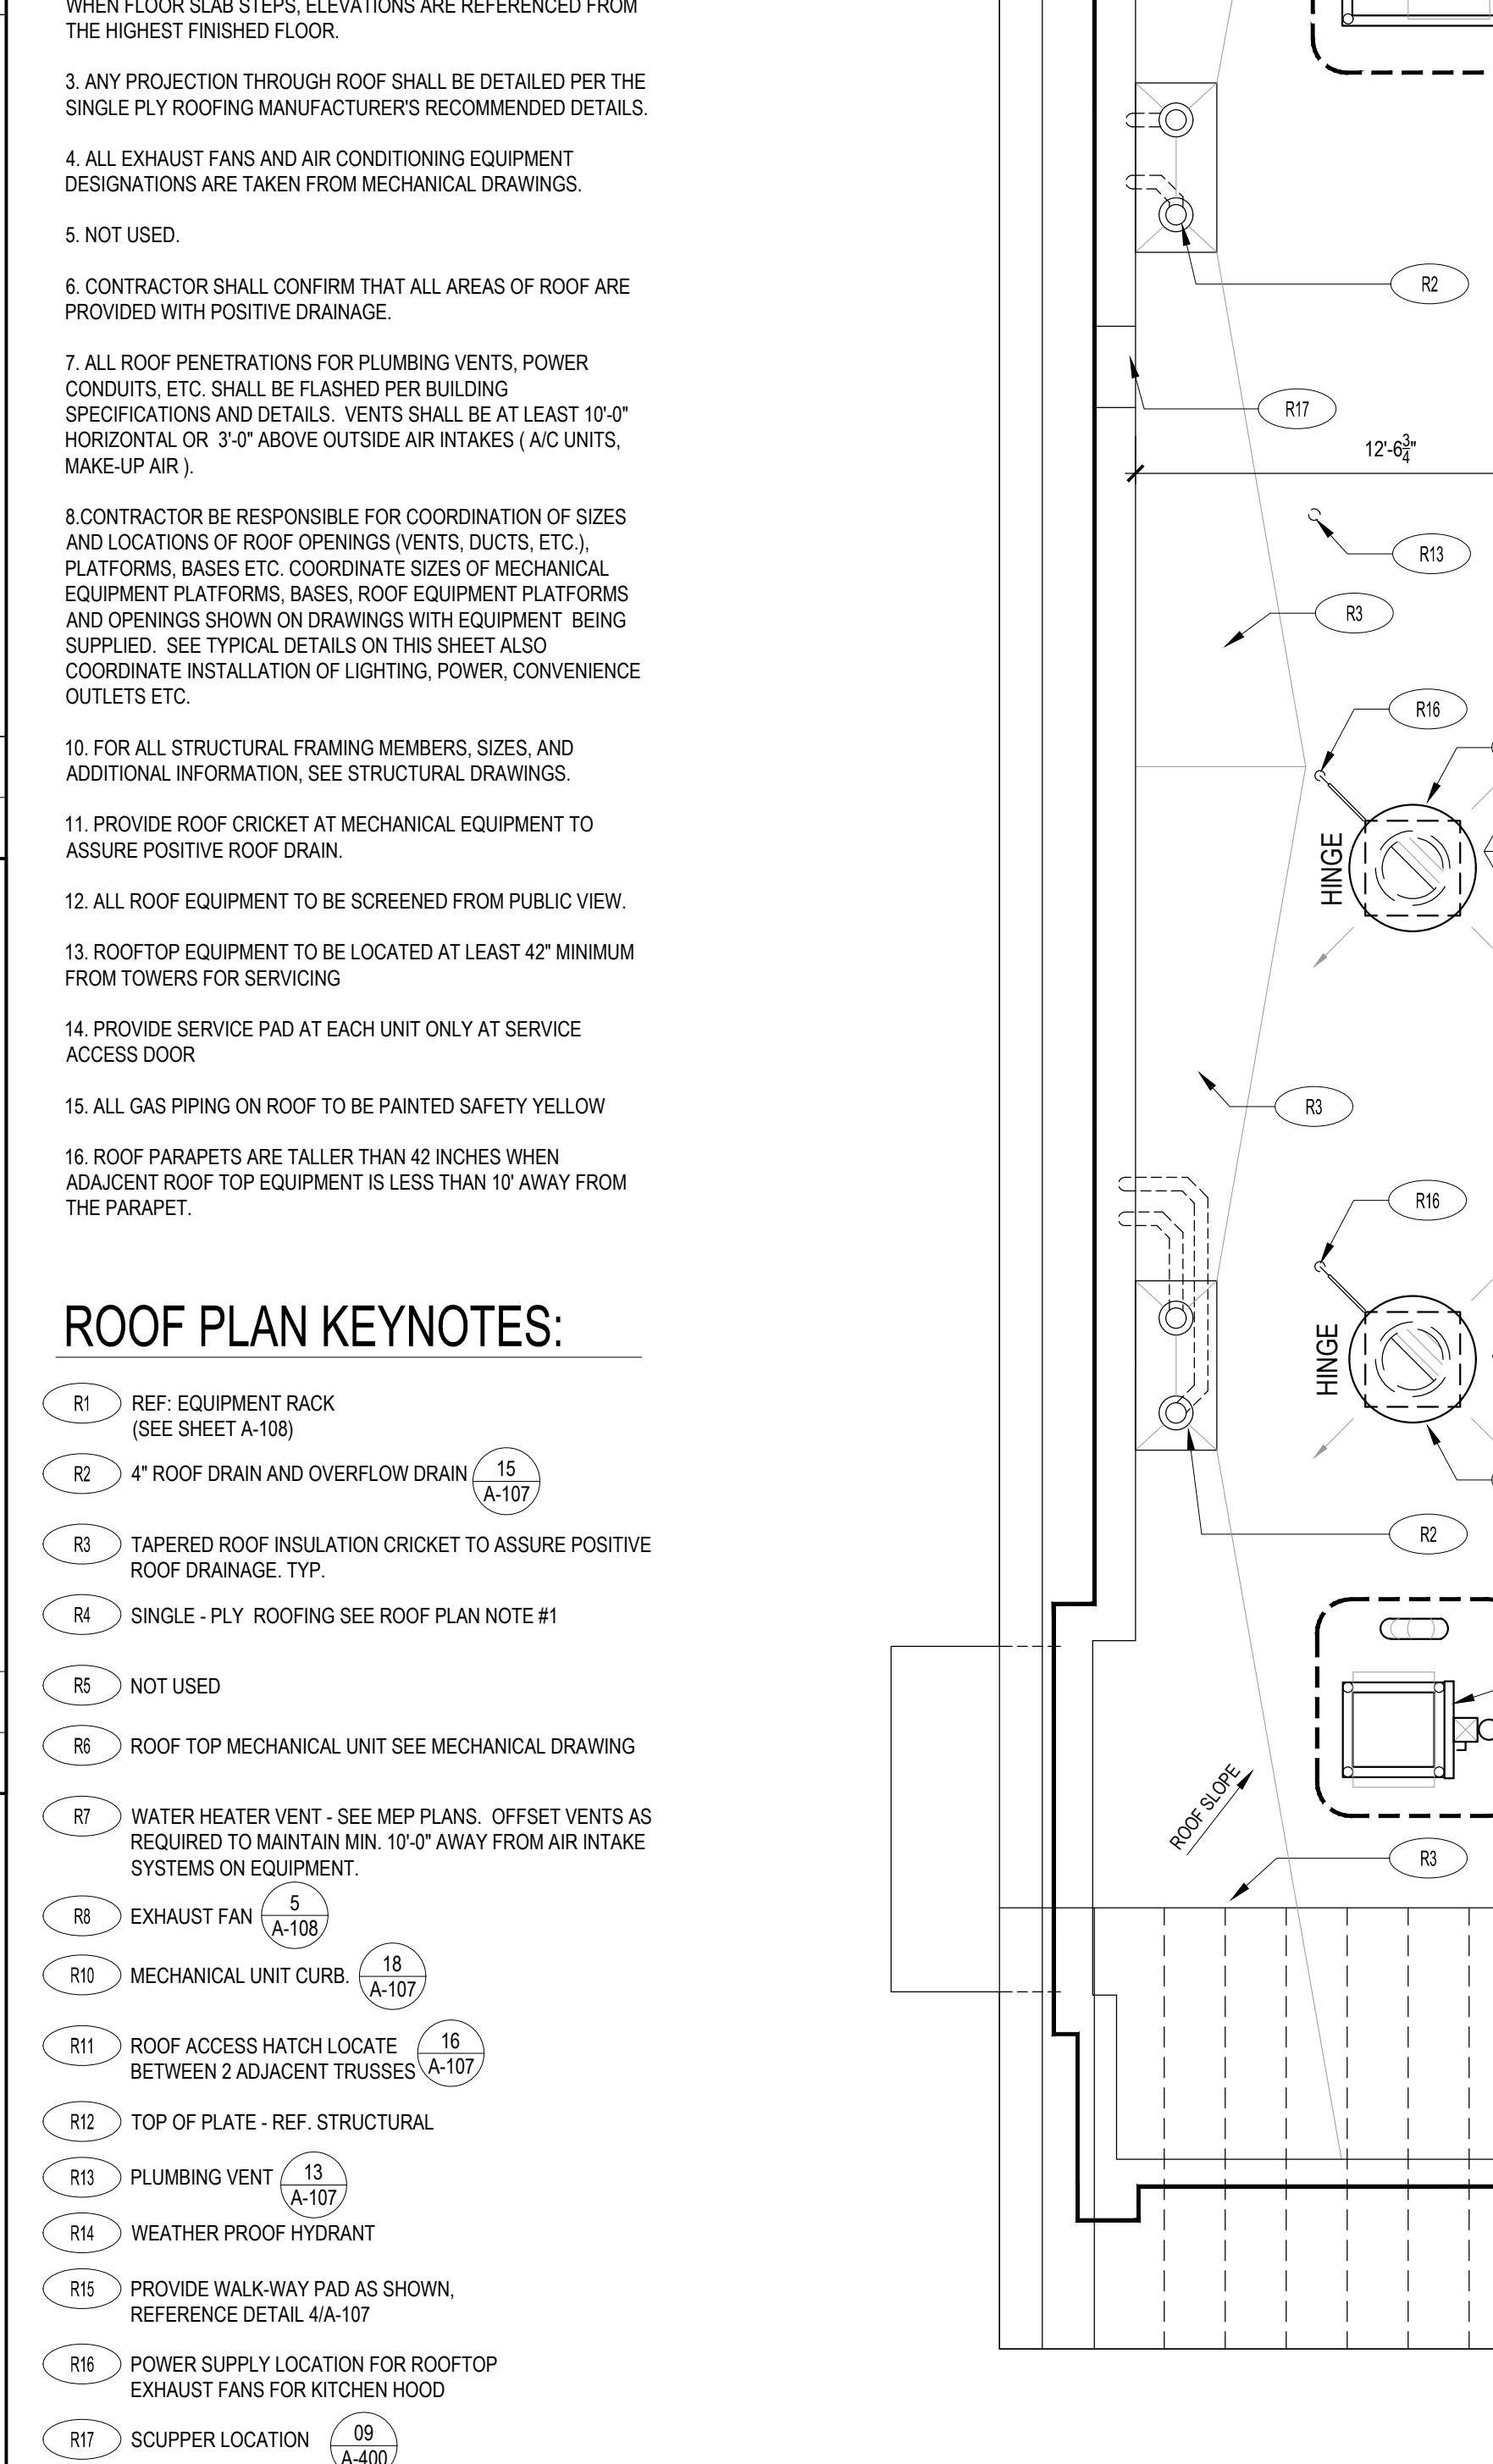 WHEN FLOOR SLAB STEPS, ELEVATIONS ARE REFERENCED FROM
THE HIGHEST FINISHED FLOOR.
3. ANY PROJECTION THROUGH ROOF SHALL BE DETAILED PER THE
SINGLE PLY ROOFING MANUFACTURER'S RECOMMENDED DETAILS.
4. ALL EXHAUST FANS AND AIR CONDITIONING EQUIPMENT
DESIGNATIONS ARE TAKEN FROM MECHANICAL DRAWINGS.
5. NOT USED.
6. CONTRACTOR SHALL CONFIRM THAT ALL AREAS OF ROOF ARE
PROVIDED WITH POSITIVE DRAINAGE.
7. ALL ROOF PENETRATIONS FOR PLUMBING VENTS, POWER
CONDUITS, ETC. SHALL BE FLASHED PER BUILDING
SPECIFICATIONS AND DETAILS. VENTS SHALL BE AT LEAST 10'-0"
HORIZONTAL OR 3'-0" ABOVE OUTSIDE AIR INTAKES ( A/C UNITS,
MAKE-UP AIR ).
8.CONTRACTOR BE RESPONSIBLE FOR COORDINATION OF SIZES
AND LOCATIONS OF ROOF OPENINGS (VENTS, DUCTS, ETC.),
PLATFORMS, BASES ETC. COORDINATE SIZES OF MECHANICAL
EQUIPMENT PLATFORMS, BASES, ROOF EQUIPMENT PLATFORMS
AND OPENINGS SHOWN ON DRAWINGS WITH EQUIPMENT BEING
SUPPLIED. SEE TYPICAL DETAILS ON THIS SHEET ALSO
COORDINATE INSTALLATION OF LIGHTING, POWER, CONVENIENCE
OUTLETS ETC.
10. FOR ALL STRUCTURAL FRAMING MEMBERS, SIZES, AND
ADDITIONAL INFORMATION, SEE STRUCTURAL DRAWINGS.
11. PROVIDE ROOF CRICKET AT MECHANICAL EQUIPMENT TO
ASSURE POSITIVE ROOF DRAIN.
12. ALL ROOF EQUIPMENT TO BE SCREENED FROM PUBLIC VIEW.
13. ROOFTOP EQUIPMENT TO BE LOCATED AT LEAST 42" MINIMUM
FROM TOWERS FOR SERVICING
14. PROVIDE SERVICE PAD AT EACH UNIT ONLY AT SERVICE
ACCESS DOOR
15. ALL GAS PIPING ON ROOF TO BE PAINTED SAFETY YELLOW
16. ROOF PARAPETS ARE TALLER THAN 42 INCHES WHEN
ADAJCENT ROOF TOP EQUIPMENT IS LESS THAN 10' AWAY FROM
THE PARAPET.
ROOF PLAN KEYNOTES:
R1 REF: EQUIPMENT RACK
(SEE SHEET A-108)
R2 4" ROOF DRAIN AND OVERFLOW DRAIN 15
A-107
R3 TAPERED ROOF INSULATION CRICKET TO ASSURE POSITIVE
ROOF DRAINAGE. TYP.
R4 SINGLE - PLY ROOFING SEE ROOF PLAN NOTE #1
R5 NOT USED
R6 ROOF TOP MECHANICAL UNIT SEE MECHANICAL DRAWING
R7 WATER HEATER VENT - SEE MEP PLANS. OFFSET VENTS AS
REQUIRED TO MAINTAIN MIN. 10'-0" AWAY FROM AIR INTAKE
SYSTEMS ON EQUIPMENT.
R8 EXHAUST FAN 5
A-108
R10 MECHANICAL UNIT CURB. 18
A-107
R11 ROOF ACCESS HATCH LOCATE 16
BETWEEN 2 ADJACENT TRUSSES A-107
R12 TOP OF PLATE - REF. STRUCTURAL
R13 PLUMBING VENT 13
A-107
R14 WEATHER PROOF HYDRANT
R15 PROVIDE WALK-WAY PAD AS SHOWN,
REFERENCE DETAIL 4/A-107
R16 POWER SUPPLY LOCATION FOR ROOFTOP
EXHAUST FANS FOR KITCHEN HOOD
R17 SCUPPER LOCATION 09
A-400
R2
R17
12'-6 3/4"
R13
R3
R16
HINGE
R3
R16
HINGE
R2
ROOF SLOPE
R3